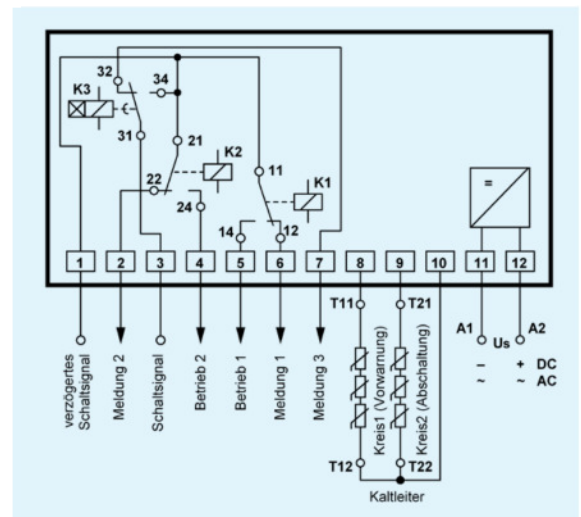 32
34
K3
31
21
22
K2
24
11
K1
14
12
=
~
1
2
3
4
5
6
7
8
9
10
11
12
T11
T21
A1
Us
A2
– + DC
~ ~ AC
verzögertes
Schaltsignal
Meldung 2
Schaltsignal
Betrieb 2
Betrieb 1
Meldung 1
Meldung 3
Kreis1 (Vorwarnung)
Kreis2 (Abschaltung)
T12
T22
Kaltleiter